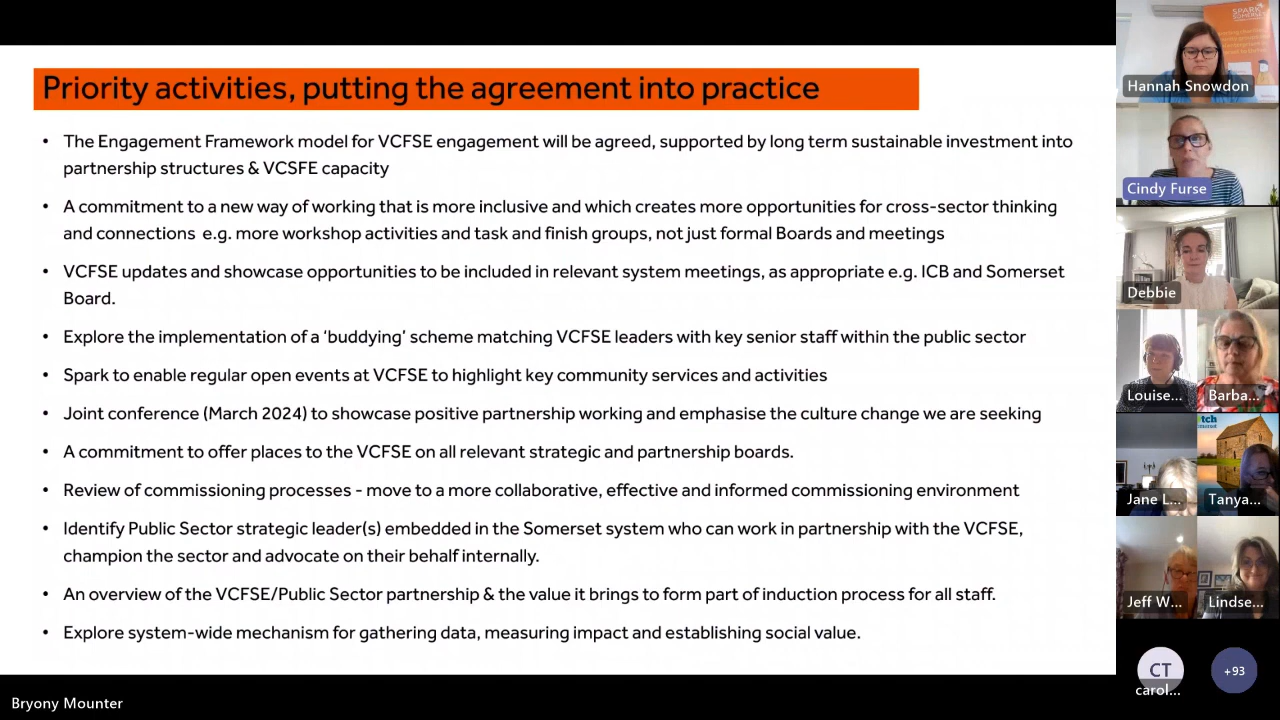 Priority activities, putting the agreement into practice
• The Engagement Framework model for VCFSE engagement will be agreed, supported by long term sustainable investment into
partnership structures & VCSFE capacity
• A commitment to a new way of working that is more inclusive and which creates more opportunities for cross-sector thinking
and connections e.g. more workshop activities and task and finish groups, not just formal Boards and meetings
• VCFSE updates and showcase opportunities to be included in relevant system meetings, as appropriate e.g. ICB and Somerset
Board.
• Explore the implementation of a ‘buddying’ scheme matching VCFSE leaders with key senior staff within the public sector
• Spark to enable regular open events at VCFSE to highlight key community services and activities
• Joint conference (March 2024) to showcase positive partnership working and emphasise the culture change we are seeking
• A commitment to offer places to the VCFSE on all relevant strategic and partnership boards.
• Review of commissioning processes - move to a more collaborative, effective and informed commissioning environment
• Identify Public Sector strategic leader(s) embedded in the Somerset system who can work in partnership with the VCFSE,
champion the sector and advocate on their behalf internally.
• An overview of the VCFSE/Public Sector partnership & the value it brings to form part of induction process for all staff.
• Explore system-wide mechanism for gathering data, measuring impact and establishing social value.
Bryony Mounter
SPARK
SOMERSET
Hannah Snowdon
Cindy Furse
Debbie
Louise...
Barba...
tch
Jane L...
Tanya...
Jeff W...
Lindse...
CT
carol...
+93